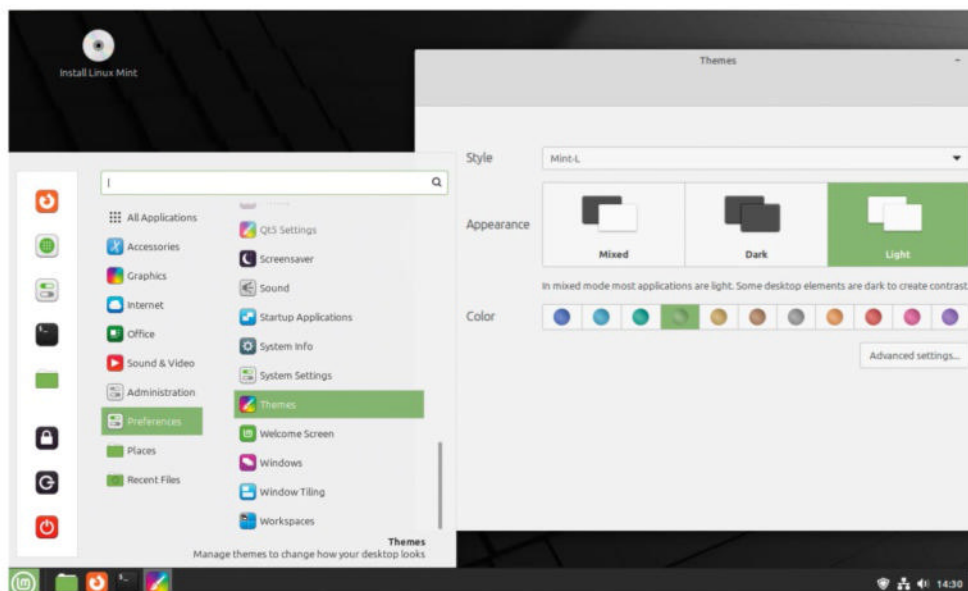 Install Linux Mint
Themes
Style
Mint-L
Appearance
Mixed
Dark
Light
In mixed mode most applications are light. Some desktop elements are dark to create contrast
Color
Advanced settings...
All Applications
Accessories
Graphics
Internet
Office
Sound & Video
Administration
Preferences
Places
Recent Files
Qt5 Settings
Screensaver
Sound
Startup Applications
System Info
System Settings
Themes
Welcome Screen
Windows
Window Tiling
Workspaces
Themes
Manage themes to change how your desktop looks
14:30